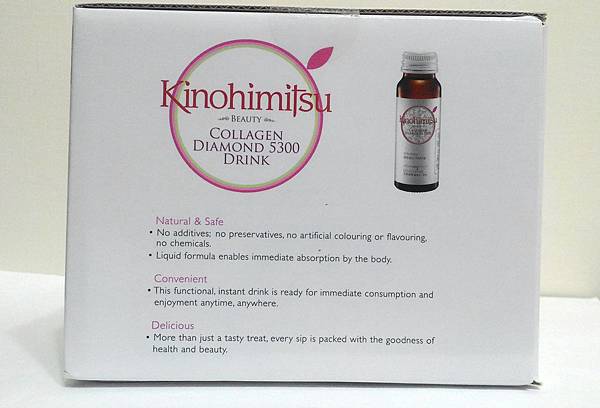 Kinohimitsu
BEAUTY
COLLAGEN
DIAMOND 5300
DRINK
Kinohimitsu
Natural & Safe
• No additives; no preservatives, no artificial colouring or flavouring,
no chemicals.
• Liquid formula enables immediate absorption by the body.
Convenient
• This functional, instant drink is ready for immediate consumption and
enjoyment anytime, anywhere.
Delicious
• More than just a tasty treat, every sip is packed with the goodness of
health and beauty.